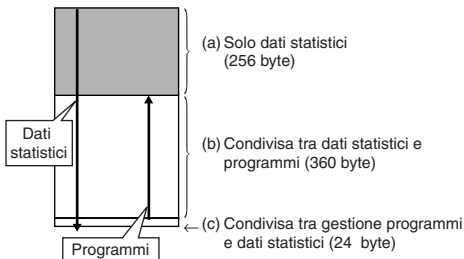 (a) Solo dati statistici
(256 byte)
Dati
statistici
(b) Condivisa tra dati statistici e
programmi (360 byte)
(c) Condivisa tra gestione programmi
e dati statistici (24 byte)
Programmi